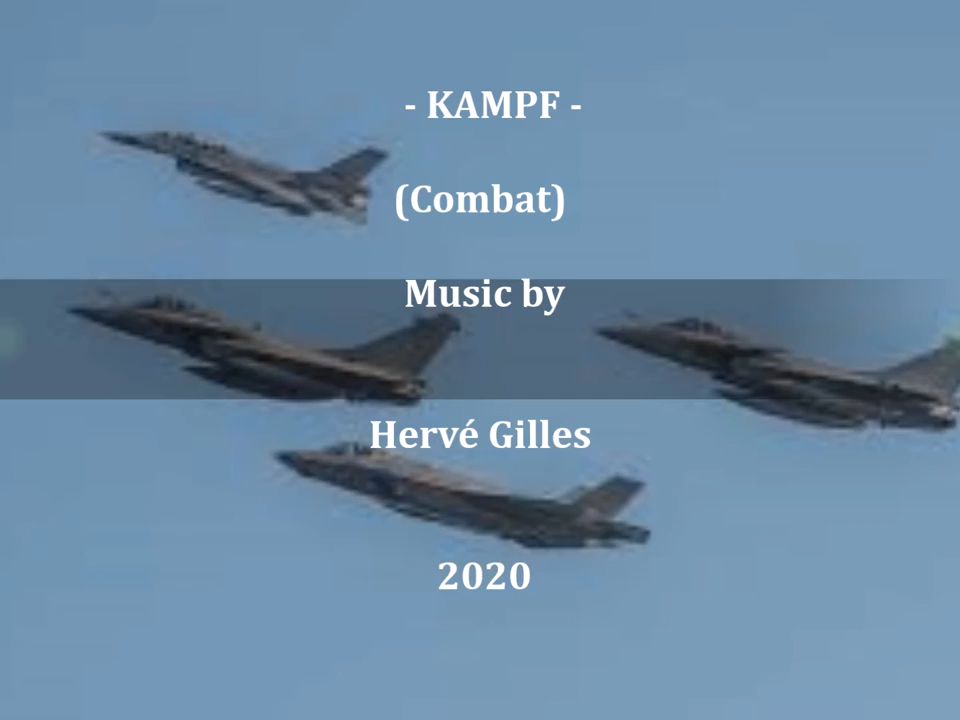 - KAMPF -
(Combat)
Music by
Hervé Gilles
2020